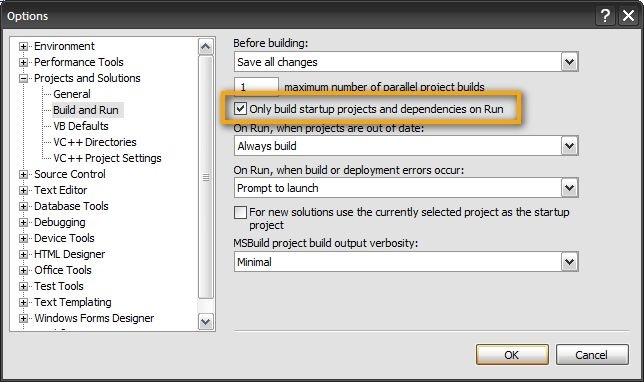 Options
Environment
Performance Tools
Projects and Solutions
General
Build and Run
VB Defaults
VC++ Directories
VC++ Project Settings
Source Control
Text Editor
Database Tools
Debugging
Device Tools
HTML Designer
Office Tools
Test Tools
Text Templating
Windows Forms Designer
Before building:
Save all changes
1 maximum number of parallel project builds
Only build startup projects and dependencies on Run
On Run, when projects are out of date:
Always build
On Run, when build or deployment errors occur:
Prompt to launch
For new solutions use the currently selected project as the startup
project
MSBuild project build output verbosity:
Minimal
OK
Cancel